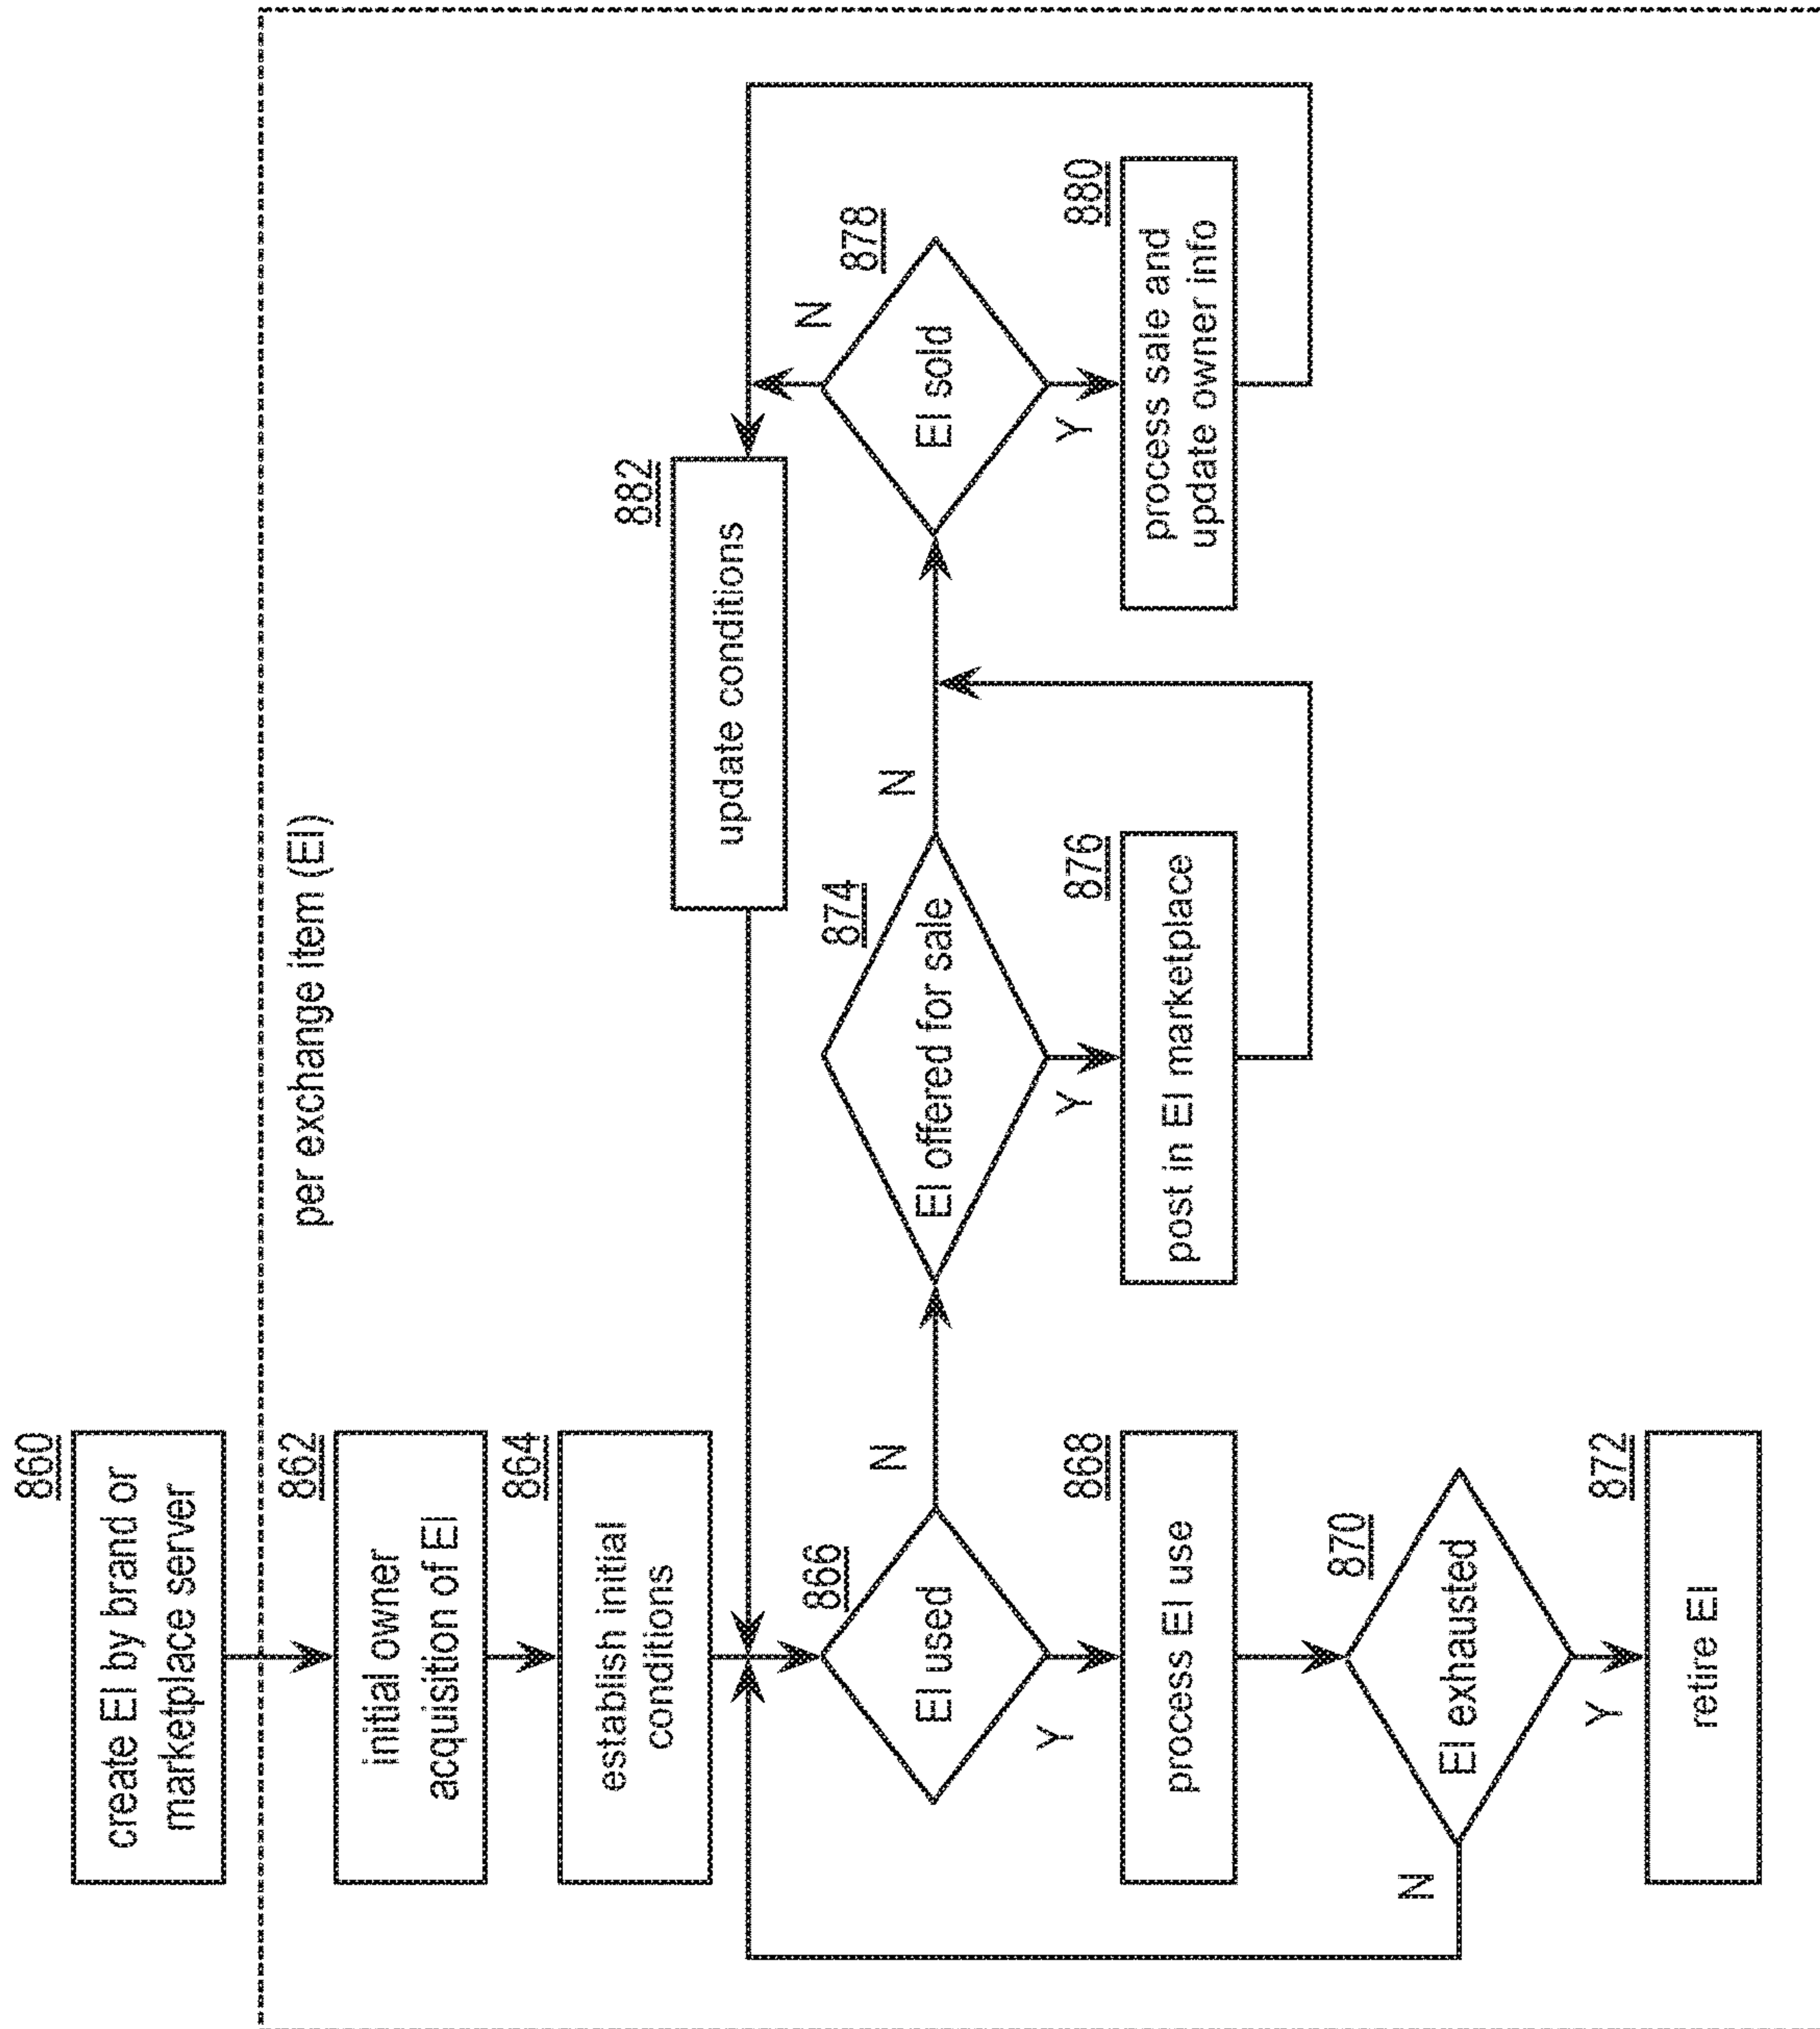 860
create EI by brand or
marketplace server
per exchange item (EI)
862
initial owner
acquisition of EI
864
establish initial
conditions
882
update conditions
866
EI used
N
Y
874
EI offered for sale
N
Y
878
EI sold
N
Y
868
process EI use
876
post in EI marketplace
880
process sale and
update owner info
870
EI exhausted
N
Y
872
retire EI